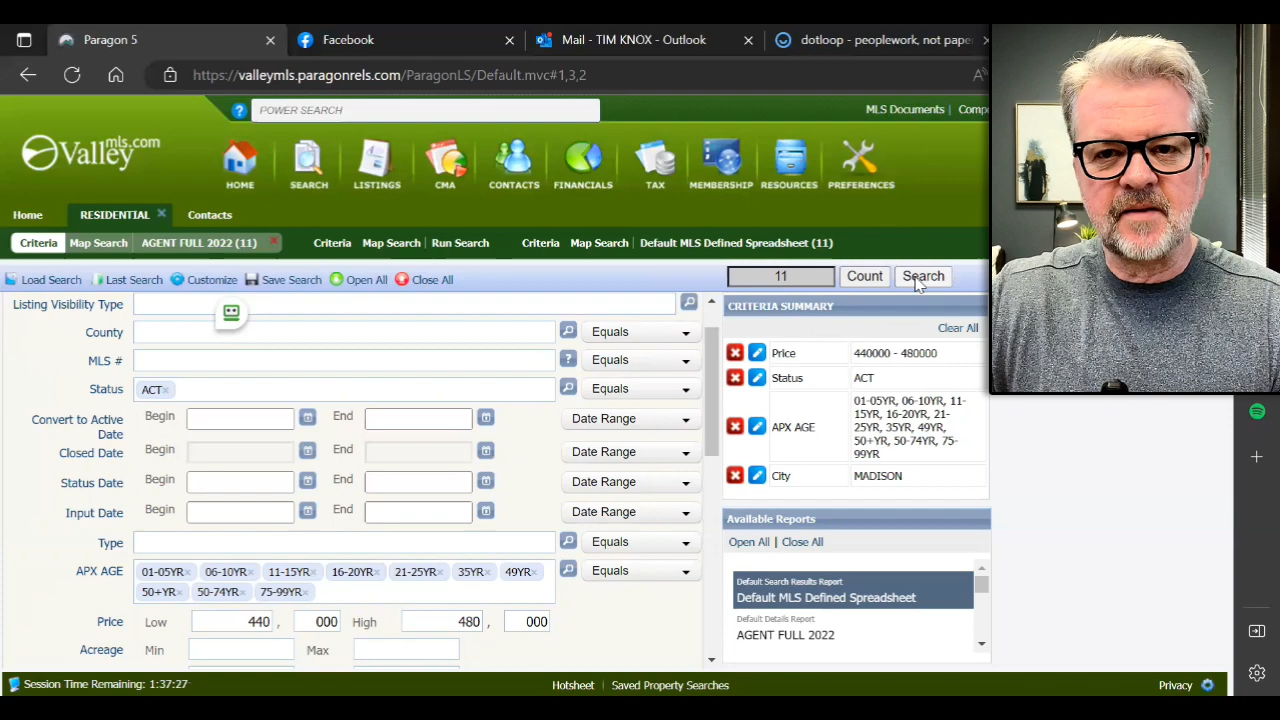 Paragon 5
Facebook
Mail - TIM KNOX - Outlook
dotloop - peoplework, not paper
https://valleymls.paragonrels.com/ParagonLS/Default.mvc#1,3,2
A
? POWER SEARCH
MLS Documents
Comp
Valley mls.com
HOME
SEARCH
LISTINGS
CMA
CONTACTS
FINANCIALS
TAX
MEMBERSHIP
RESOURCES
PREFERENCES
Home
RESIDENTIAL
Contacts
Criteria
Map Search
AGENT FULL 2022 (11)
Criteria
Map Search
Run Search
Criteria
Map Search
Default MLS Defined Spreadsheet (11)
Load Search
Last Search
Customize
Save Search
Open All
Close All
11
Count
Search
Listing Visibility Type
County
Equals
MLS #
?
Equals
Status
ACT×
Equals
Convert to Active Date
Begin
End
Date Range
Closed Date
Begin
End
Date Range
Status Date
Begin
End
Date Range
Input Date
Begin
End
Date Range
Type
Equals
APX AGE
01-05YR× 06-10YR× 11-15YR× 16-20YR× 21-25YR× 35YR× 49YR×
50+YR× 50-74YR× 75-99YR×
Equals
Price
Low
440 , 000
High
480 , 000
Acreage
Min
Max
CRITERIA SUMMARY
Clear All
Price
440000 - 480000
Status
ACT
APX AGE
01-05YR, 06-10YR, 11-
15YR, 16-20YR, 21-
25YR, 35YR, 49YR,
50+YR, 50-74YR, 75-
99YR
City
MADISON
Available Reports
Open All | Close All
Default Search Results Report
Default MLS Defined Spreadsheet
Default Details Report
AGENT FULL 2022
Session Time Remaining: 1:37:27
Hotsheet | Saved Property Searches
Privacy